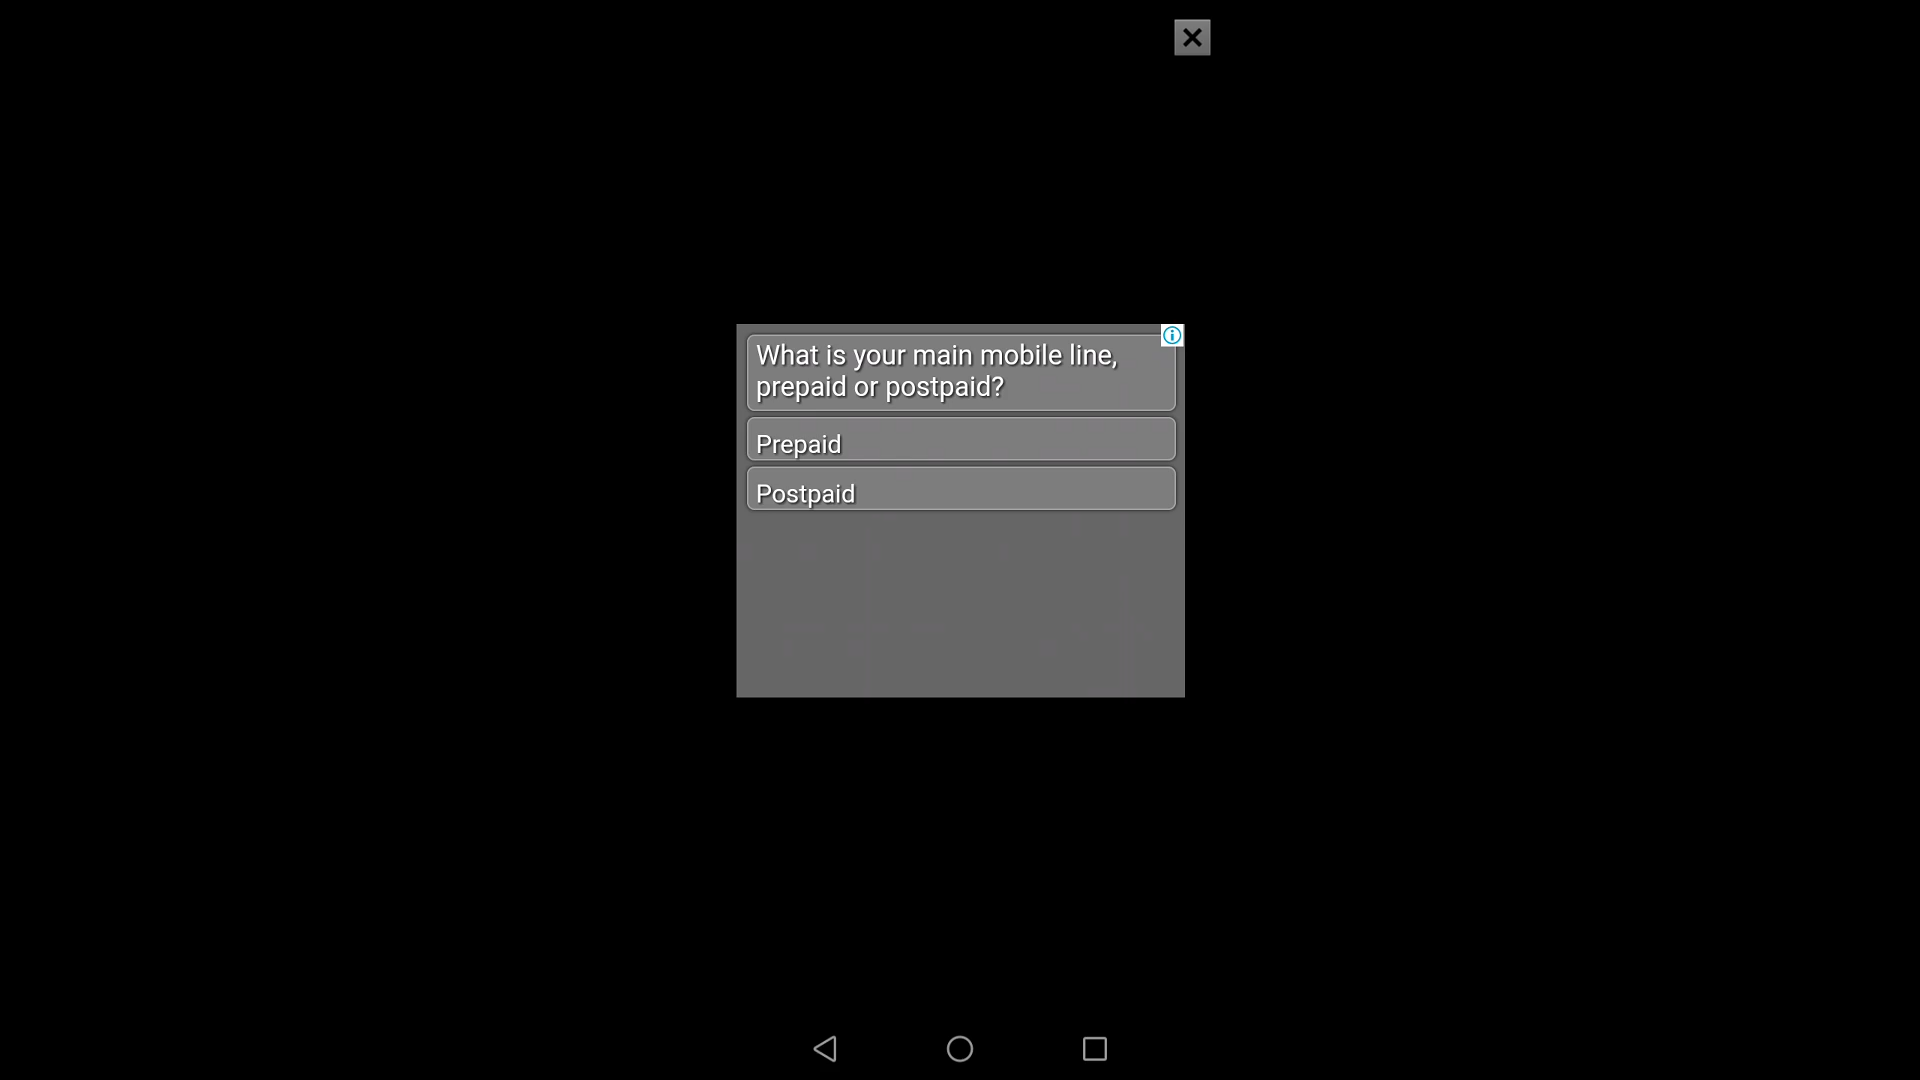 What is your main mobile line,
prepaid or postpaid?
Prepaid
Postpaid